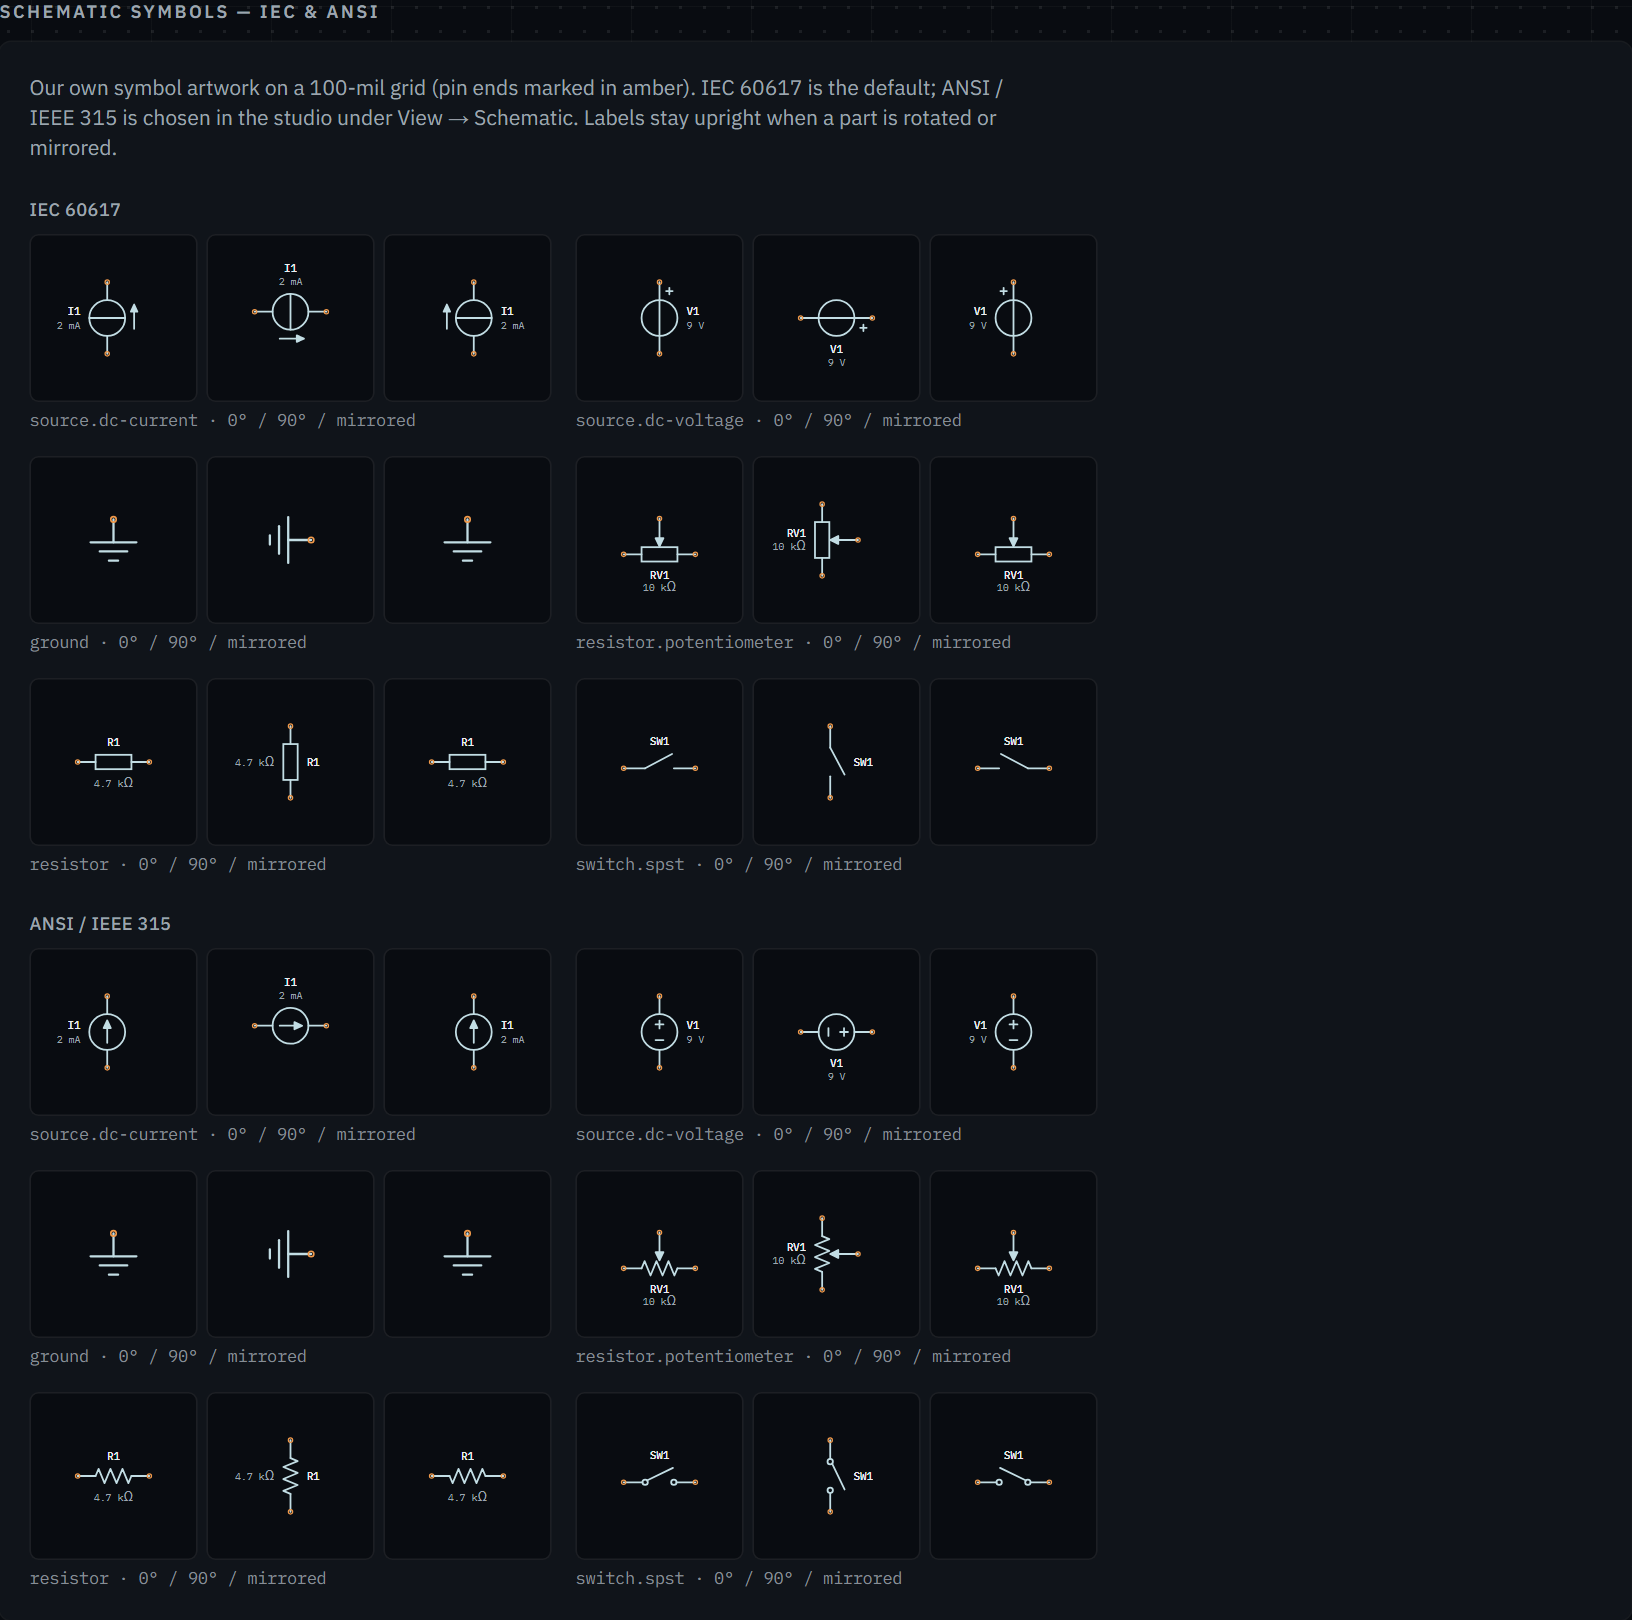 SCHEMATIC SYMBOLS — IEC & ANSI
Our own symbol artwork on a 100-mil grid (pin ends marked in amber). IEC 60617 is the default; ANSI /
IEEE 315 is chosen in the studio under View → Schematic. Labels stay upright when a part is rotated or
mirrored.
IEC 60617
I1
2 mA
I1
2 mA
I1
2 mA
source.dc-current · 0° / 90° / mirrored
+
V1
9 V
+
V1
9 V
+
V1
9 V
source.dc-voltage · 0° / 90° / mirrored
ground · 0° / 90° / mirrored
RV1
10 kΩ
RV1
10 kΩ
RV1
10 kΩ
resistor.potentiometer · 0° / 90° / mirrored
R1
4.7 kΩ
4.7 kΩ R1
R1
4.7 kΩ
resistor · 0° / 90° / mirrored
SW1
SW1
SW1
switch.spst · 0° / 90° / mirrored
ANSI / IEEE 315
I1
2 mA
I1
2 mA
I1
2 mA
source.dc-current · 0° / 90° / mirrored
V1
9 V
V1
9 V
V1
9 V
source.dc-voltage · 0° / 90° / mirrored
ground · 0° / 90° / mirrored
RV1
10 kΩ
RV1
10 kΩ
RV1
10 kΩ
resistor.potentiometer · 0° / 90° / mirrored
R1
4.7 kΩ
4.7 kΩ R1
R1
4.7 kΩ
resistor · 0° / 90° / mirrored
SW1
SW1
SW1
switch.spst · 0° / 90° / mirrored